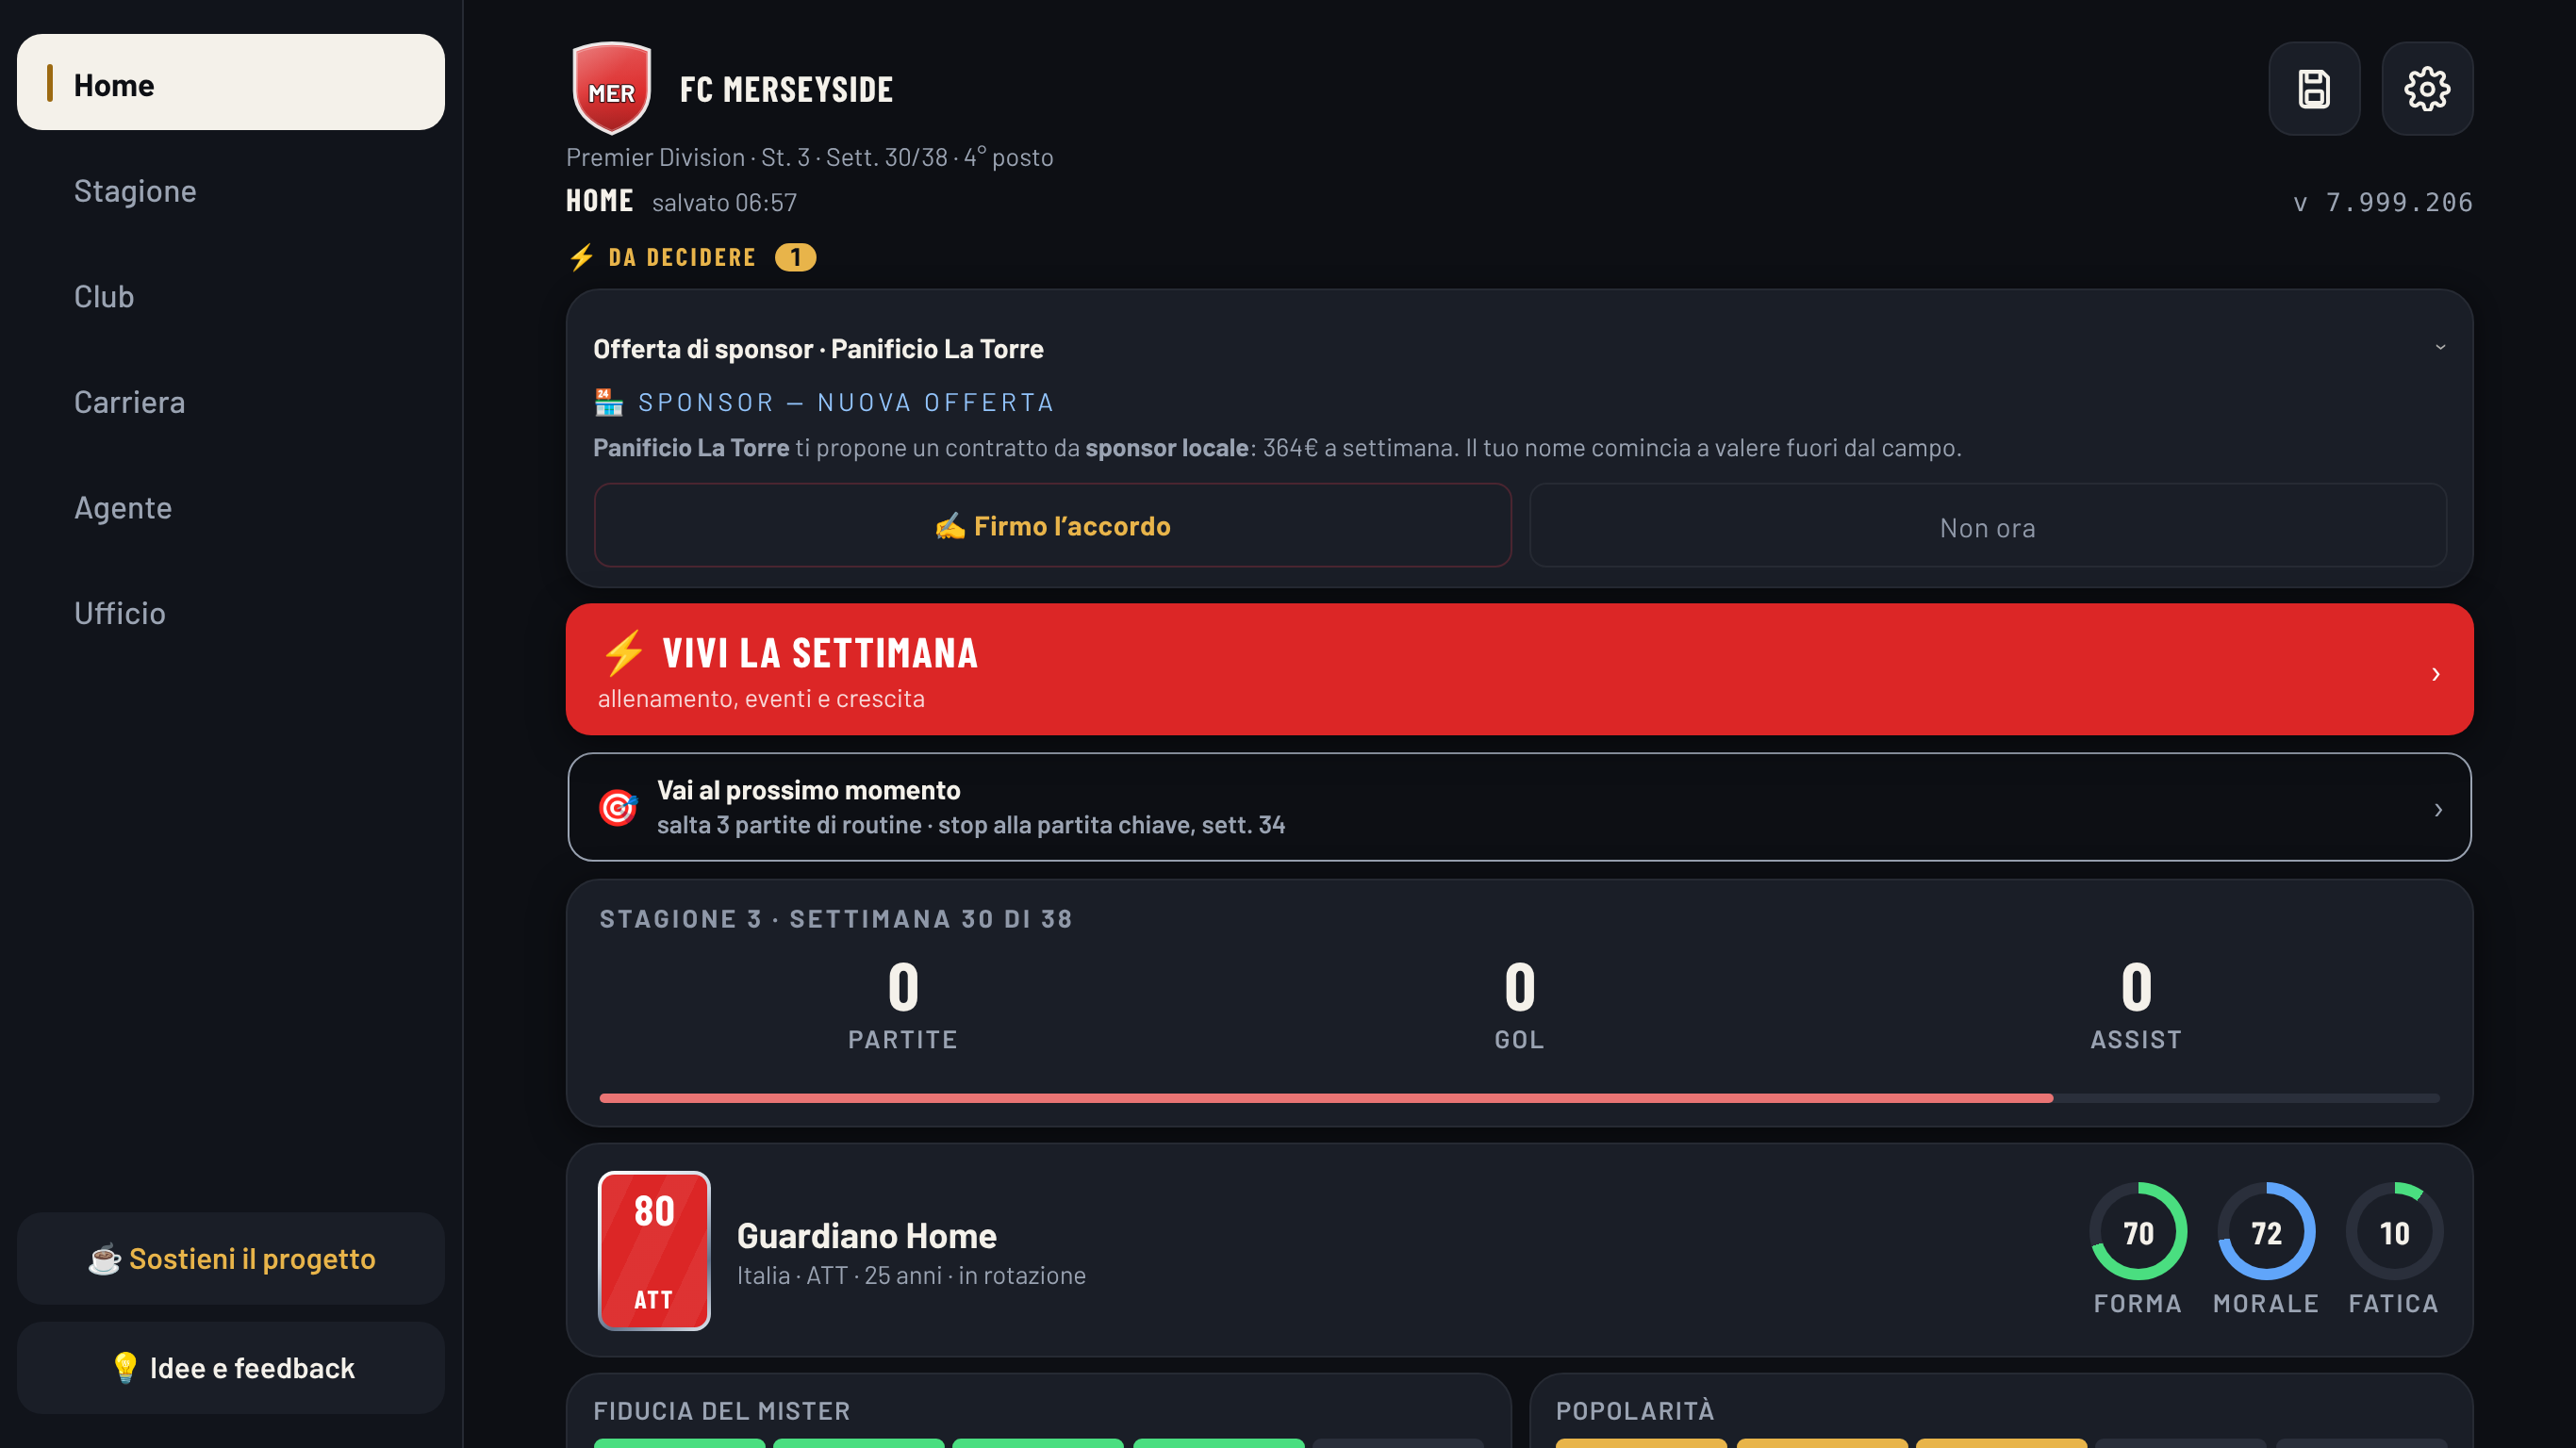 Home
Stagione
Club
Carriera
Agente
Ufficio
☕ Sostieni il progetto
💡 Idee e feedback
MER
FC MERSEYSIDE
Premier Division · St. 3 · Sett. 30/38 · 4° posto
HOME salvato 06:57
v 7.999.206
⚡ DA DECIDERE 1
Offerta di sponsor · Panificio La Torre
🏪 SPONSOR — NUOVA OFFERTA
Panificio La Torre ti propone un contratto da sponsor locale: 364€ a settimana. Il tuo nome comincia a valere fuori dal campo.
✍️ Firmo l’accordo
Non ora
⚡ VIVI LA SETTIMANA
allenamento, eventi e crescita
🎯 Vai al prossimo momento
salta 3 partite di routine · stop alla partita chiave, sett. 34
STAGIONE 3 · SETTIMANA 30 DI 38
0 0 0
PARTITE GOL ASSIST
80
ATT
Guardiano Home
Italia · ATT · 25 anni · in rotazione
70 72 10
FORMA MORALE FATICA
FIDUCIA DEL MISTER
POPOLARITÀ